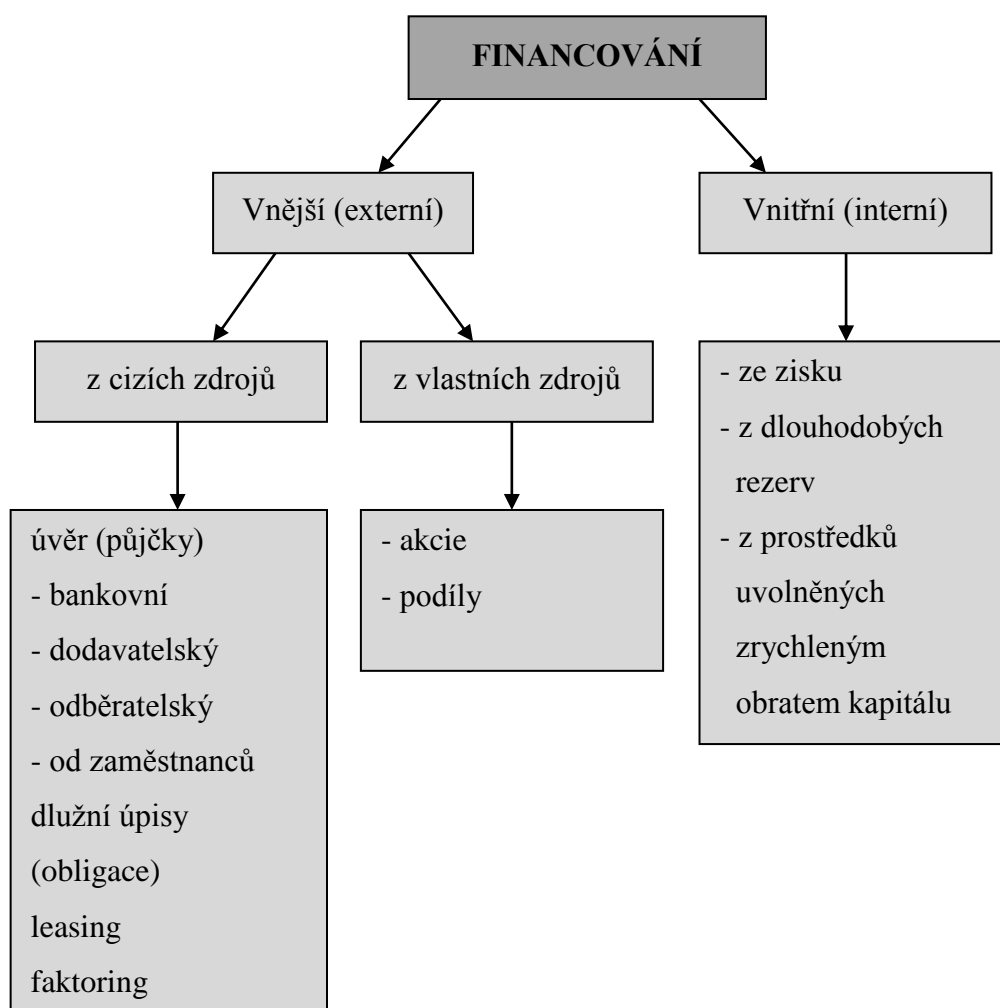 FINANCOVÁNÍ
Vnější (externí)
Vnitřní (interní)
z cizích zdrojů
z vlastních zdrojů
- ze zisku
- z dlouhodobých
rezerv
- z prostředků
uvolněných
zrychleným
obratem kapitálu
úvěr (půjčky)
- bankovní
- dodavatelský
- odběratelský
- od zaměstnanců
dlužní úpisy
(obligace)
leasing
faktoring
- akcie
- podíly